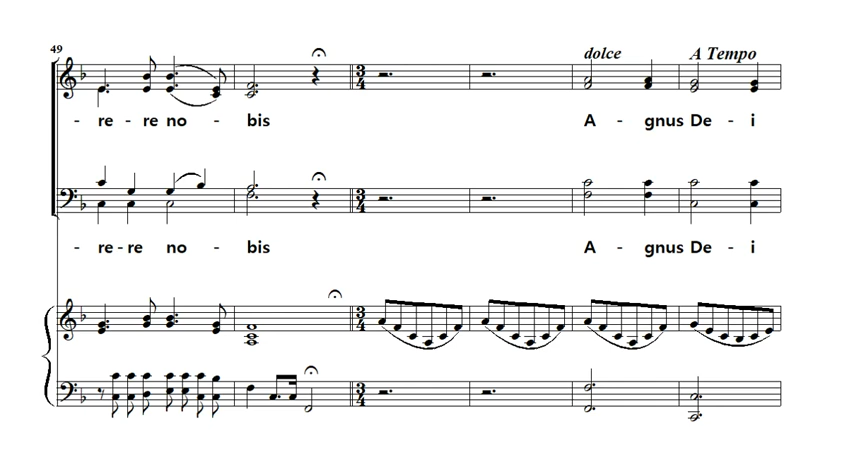 49
dolce A Tempo
- re - re no - bis A - gnus De - i
- re - re no - bis A - gnus De - i